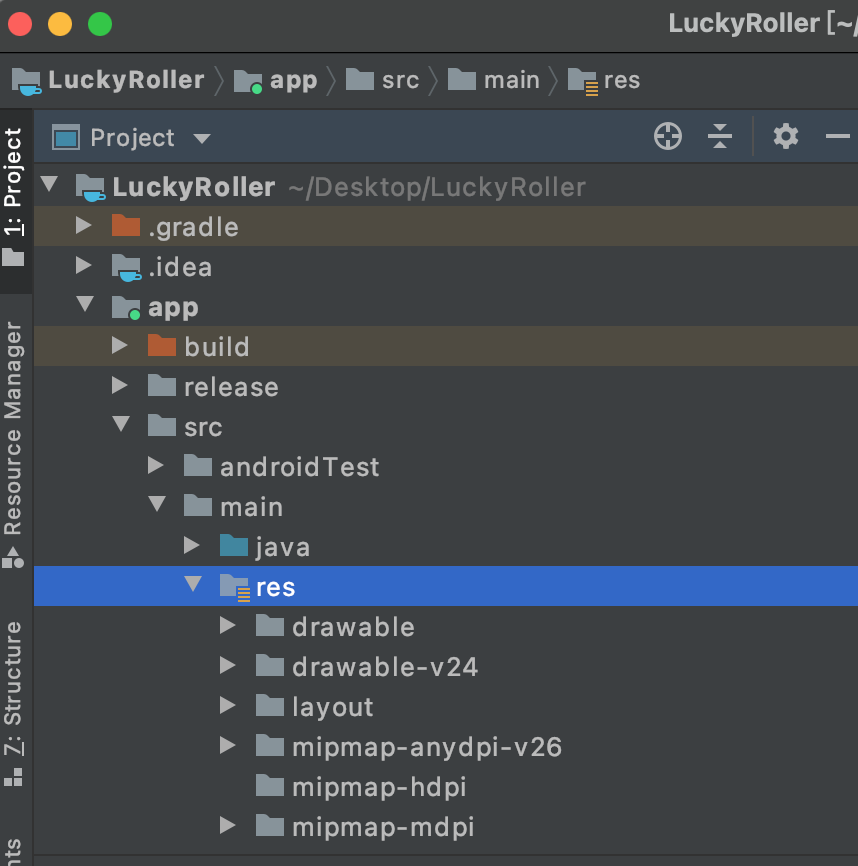 LuckyRoller [~/
LuckyRoller app src main res
Project
LuckyRoller ~/Desktop/LuckyRoller
.gradle
.idea
app
build
release
src
androidTest
main
java
res
drawable
drawable-v24
layout
mipmap-anydpi-v26
mipmap-hdpi
mipmap-mdpi
1: Project
Resource Manager
7: Structure